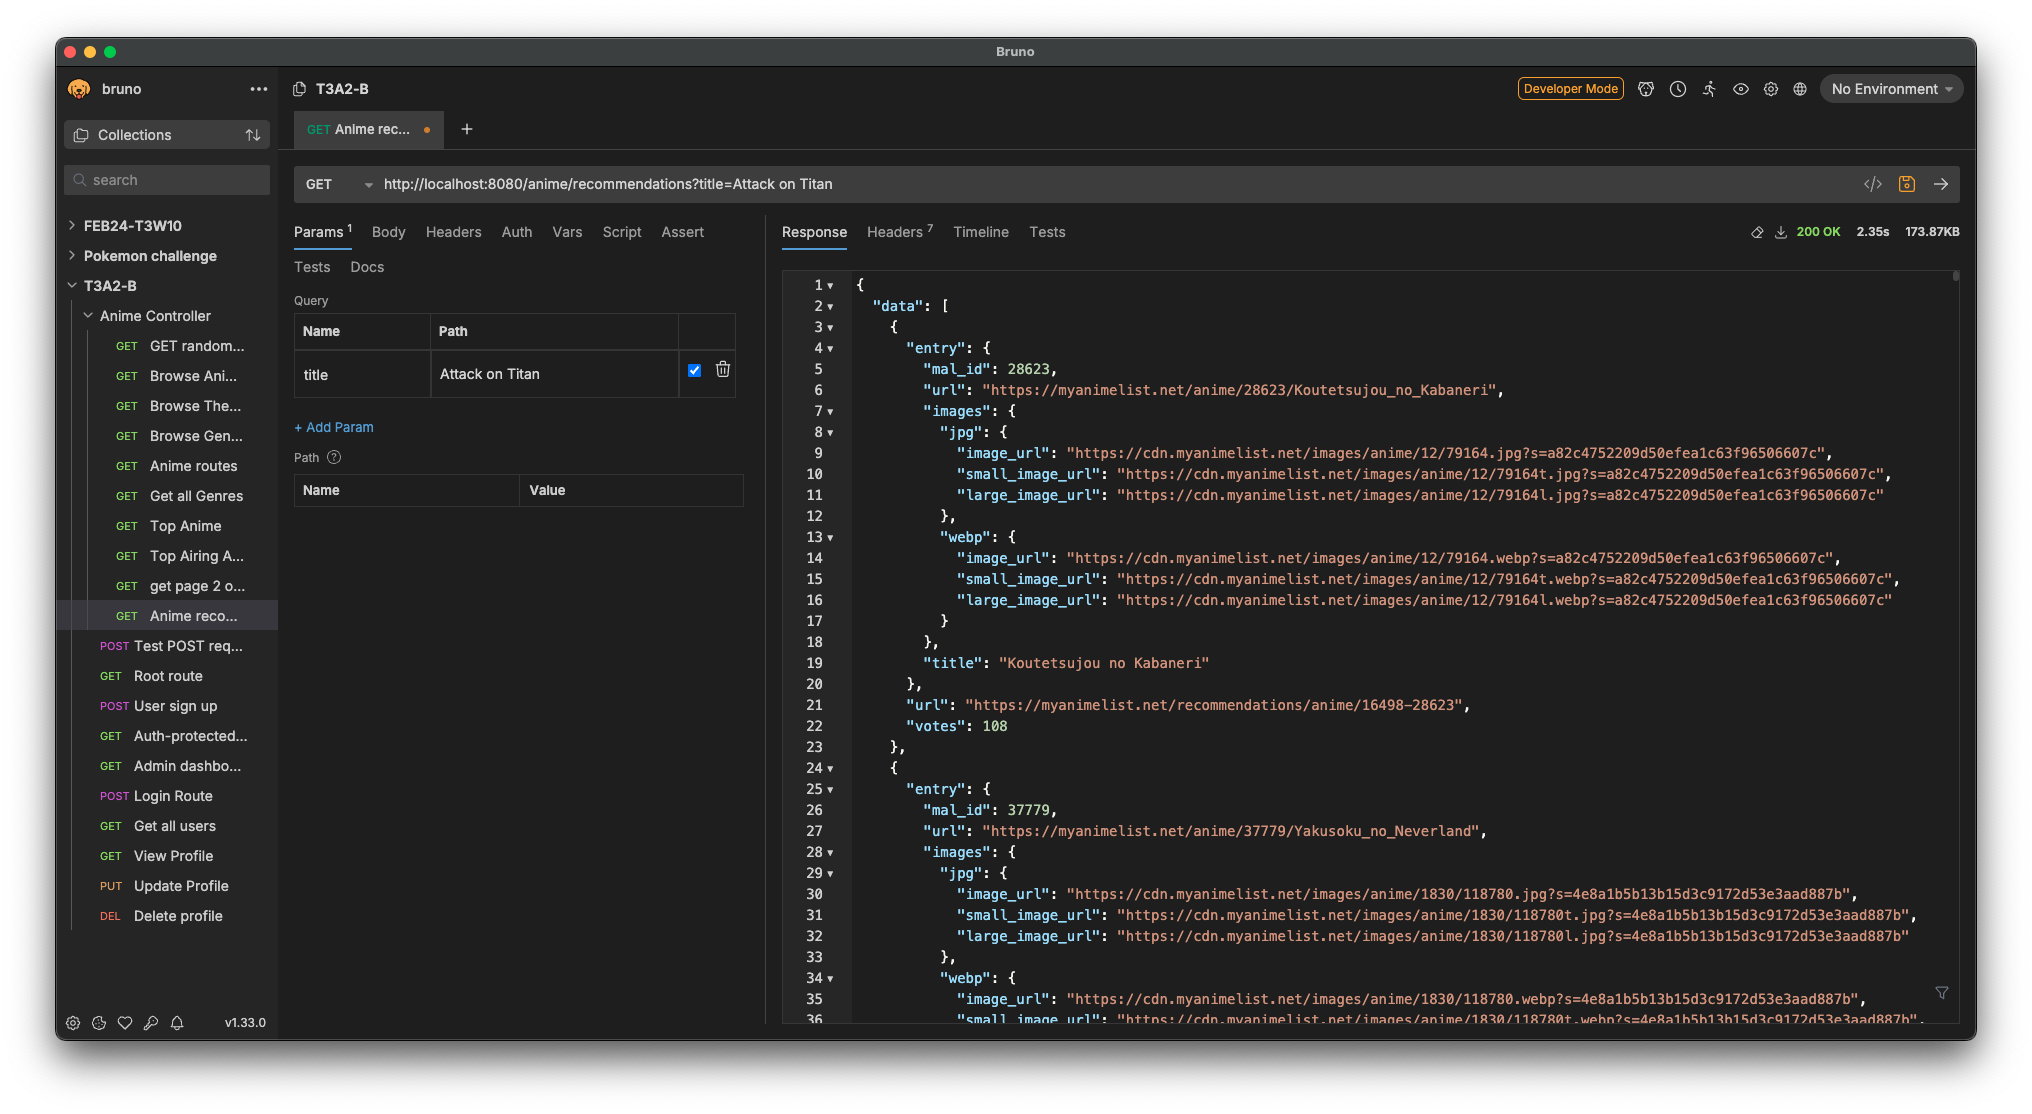 Bruno
bruno
Collections
search
FEB24-T3W10
Pokemon challenge
T3A2-B
Anime Controller
GET GET random...
GET Browse Ani...
GET Browse The...
GET Browse Gen...
GET Anime routes
GET Get all Genres
GET Top Anime
GET Top Airing A...
GET get page 2 o...
GET Anime reco...
POST Test POST req...
GET Root route
POST User sign up
GET Auth-protected...
GET Admin dashbo...
POST Login Route
GET Get all users
GET View Profile
PUT Update Profile
DEL Delete profile
v1.33.0
T3A2-B
Developer Mode
No Environment
GET Anime rec...
GET http://localhost:8080/anime/recommendations?title=Attack on Titan
Params 1 Body Headers Auth Vars Script Assert
Tests Docs
Query
Name Path
title Attack on Titan
+ Add Param
Path ?
Name Value
Response Headers 7 Timeline Tests
200 OK 2.35s 173.87KB
1 {
2 "data": [
3 {
4 "entry": {
5 "mal_id": 28623,
6 "url": "https://myanimelist.net/anime/28623/Koutetsujou_no_Kabaneri",
7 "images": {
8 "jpg": {
9 "image_url": "https://cdn.myanimelist.net/images/anime/12/79164.jpg?s=a82c4752209d50efea1c63f96506607c",
10 "small_image_url": "https://cdn.myanimelist.net/images/anime/12/79164t.jpg?s=a82c4752209d50efea1c63f96506607c",
11 "large_image_url": "https://cdn.myanimelist.net/images/anime/12/79164l.jpg?s=a82c4752209d50efea1c63f96506607c"
12 },
13 "webp": {
14 "image_url": "https://cdn.myanimelist.net/images/anime/12/79164.webp?s=a82c4752209d50efea1c63f96506607c",
15 "small_image_url": "https://cdn.myanimelist.net/images/anime/12/79164t.webp?s=a82c4752209d50efea1c63f96506607c",
16 "large_image_url": "https://cdn.myanimelist.net/images/anime/12/79164l.webp?s=a82c4752209d50efea1c63f96506607c"
17 }
18 },
19 "title": "Koutetsujou no Kabaneri"
20 },
21 "url": "https://myanimelist.net/recommendations/anime/16498-28623",
22 "votes": 108
23 },
24 {
25 "entry": {
26 "mal_id": 37779,
27 "url": "https://myanimelist.net/anime/37779/Yakusoku_no_Neverland",
28 "images": {
29 "jpg": {
30 "image_url": "https://cdn.myanimelist.net/images/anime/1830/118780.jpg?s=4e8a1b5b13b15d3c9172d53e3aad887b",
31 "small_image_url": "https://cdn.myanimelist.net/images/anime/1830/118780t.jpg?s=4e8a1b5b13b15d3c9172d53e3aad887b",
32 "large_image_url": "https://cdn.myanimelist.net/images/anime/1830/118780l.jpg?s=4e8a1b5b13b15d3c9172d53e3aad887b"
33 },
34 "webp": {
35 "image_url": "https://cdn.myanimelist.net/images/anime/1830/118780.webp?s=4e8a1b5b13b15d3c9172d53e3aad887b",
36 "small_image_url": "https://cdn.myanimelist.net/images/anime/1830/118780t.webp?s=4e8a1b5b13b15d3c9172d53e3aad887b",